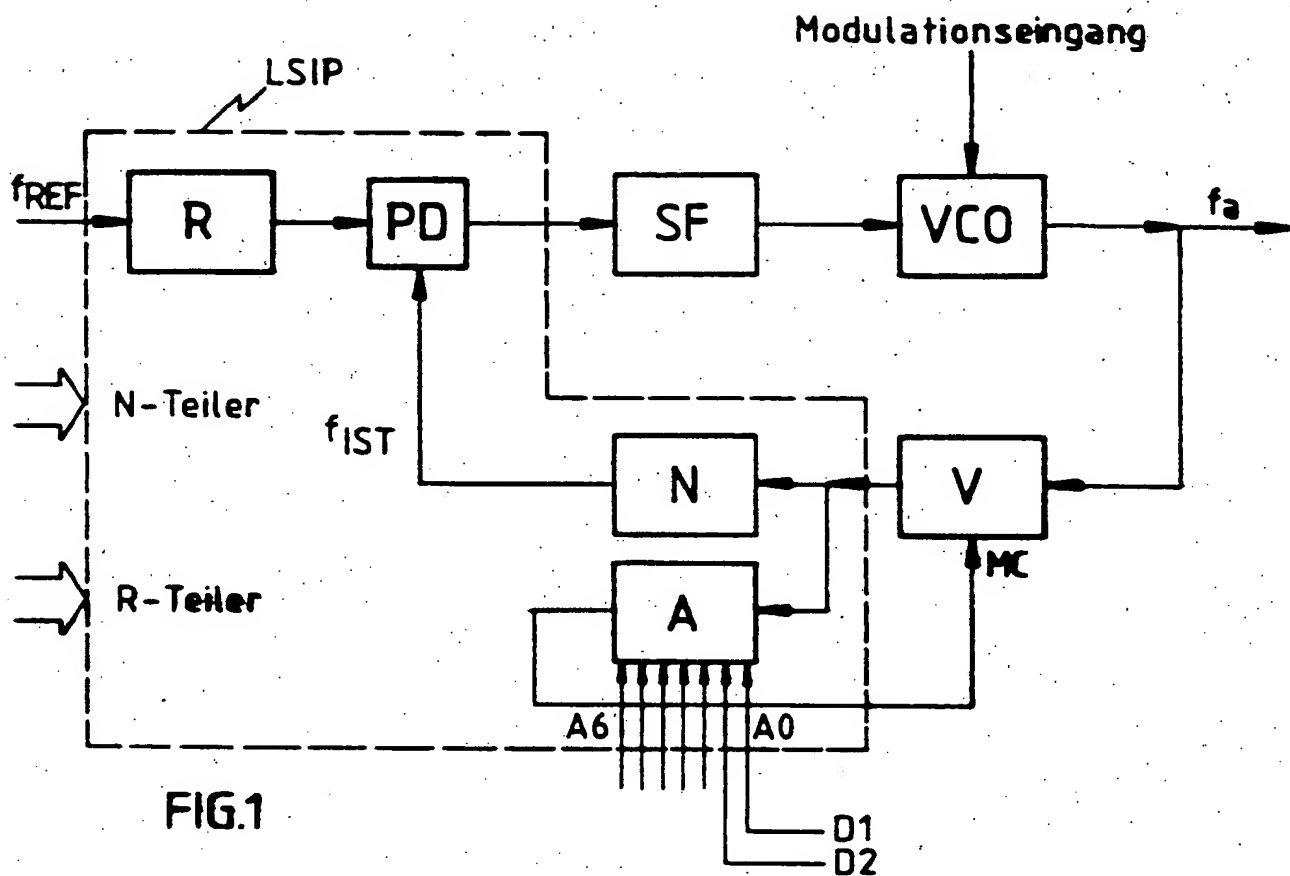 Modulationseingang
LSIP
fREF
R
PD
SF
VCO
fa
N-Teiler
fIST
N
V
MC
R-Teiler
A
A6
A0
FIG.1
D1
D2